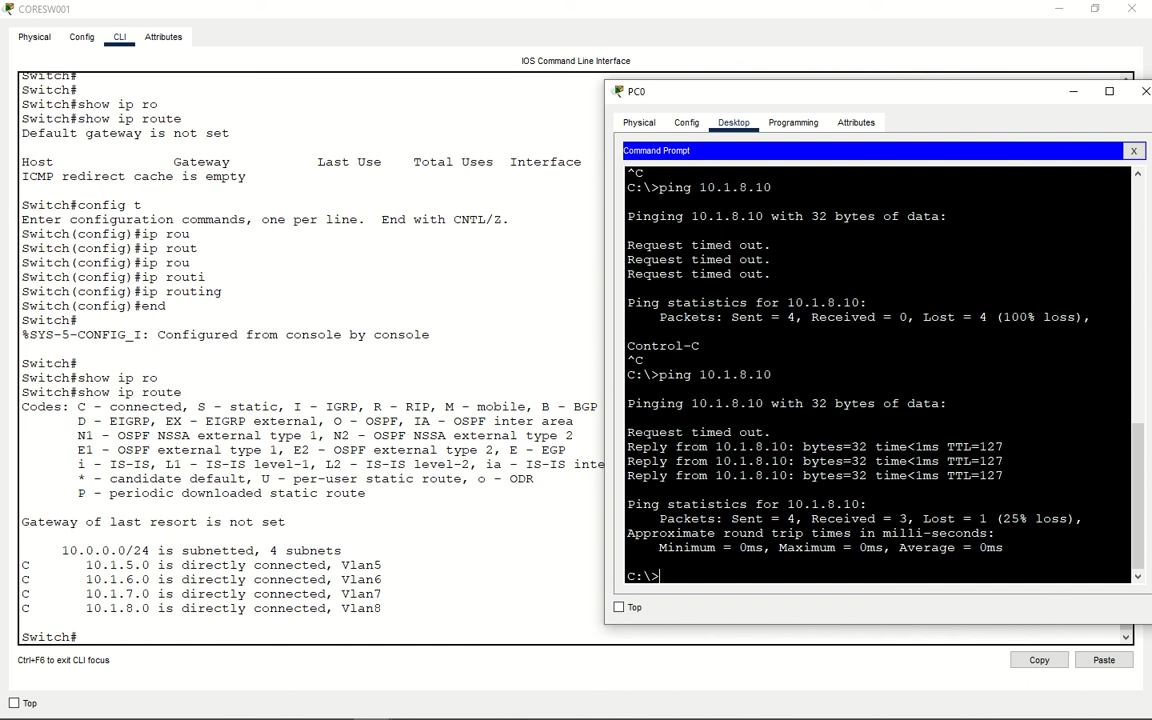 CORESW001
Physical Config CLI Attributes
IOS Command Line Interface
Switch#
Switch#
Switch#show ip ro
Switch#show ip route
Default gateway is not set
Host Gateway Last Use Total Uses Interface
ICMP redirect cache is empty
Switch#config t
Enter configuration commands, one per line. End with CNTL/Z.
Switch(config)#ip rou
Switch(config)#ip rout
Switch(config)#ip rou
Switch(config)#ip routi
Switch(config)#ip routing
Switch(config)#end
Switch#
%SYS-5-CONFIG_I: Configured from console by console
Switch#
Switch#show ip ro
Switch#show ip route
Codes: C - connected, S - static, I - IGRP, R - RIP, M - mobile, B - BGP
D - EIGRP, EX - EIGRP external, O - OSPF, IA - OSPF inter area
N1 - OSPF NSSA external type 1, N2 - OSPF NSSA external type 2
E1 - OSPF external type 1, E2 - OSPF external type 2, E - EGP
i - IS-IS, L1 - IS-IS level-1, L2 - IS-IS level-2, ia - IS-IS inte
* - candidate default, U - per-user static route, o - ODR
P - periodic downloaded static route
Gateway of last resort is not set
10.0.0.0/24 is subnetted, 4 subnets
C 10.1.5.0 is directly connected, Vlan5
C 10.1.6.0 is directly connected, Vlan6
C 10.1.7.0 is directly connected, Vlan7
C 10.1.8.0 is directly connected, Vlan8
Switch#
Ctrl+F6 to exit CLI focus
Copy Paste
Top
PC0
Physical Config Desktop Programming Attributes
Command Prompt X
^C
C:\>ping 10.1.8.10
Pinging 10.1.8.10 with 32 bytes of data:
Request timed out.
Request timed out.
Request timed out.
Ping statistics for 10.1.8.10:
Packets: Sent = 4, Received = 0, Lost = 4 (100% loss),
Control-C
^C
C:\>ping 10.1.8.10
Pinging 10.1.8.10 with 32 bytes of data:
Request timed out.
Reply from 10.1.8.10: bytes=32 time<1ms TTL=127
Reply from 10.1.8.10: bytes=32 time<1ms TTL=127
Reply from 10.1.8.10: bytes=32 time<1ms TTL=127
Ping statistics for 10.1.8.10:
Packets: Sent = 4, Received = 3, Lost = 1 (25% loss),
Approximate round trip times in milli-seconds:
Minimum = 0ms, Maximum = 0ms, Average = 0ms
C:\>
Top